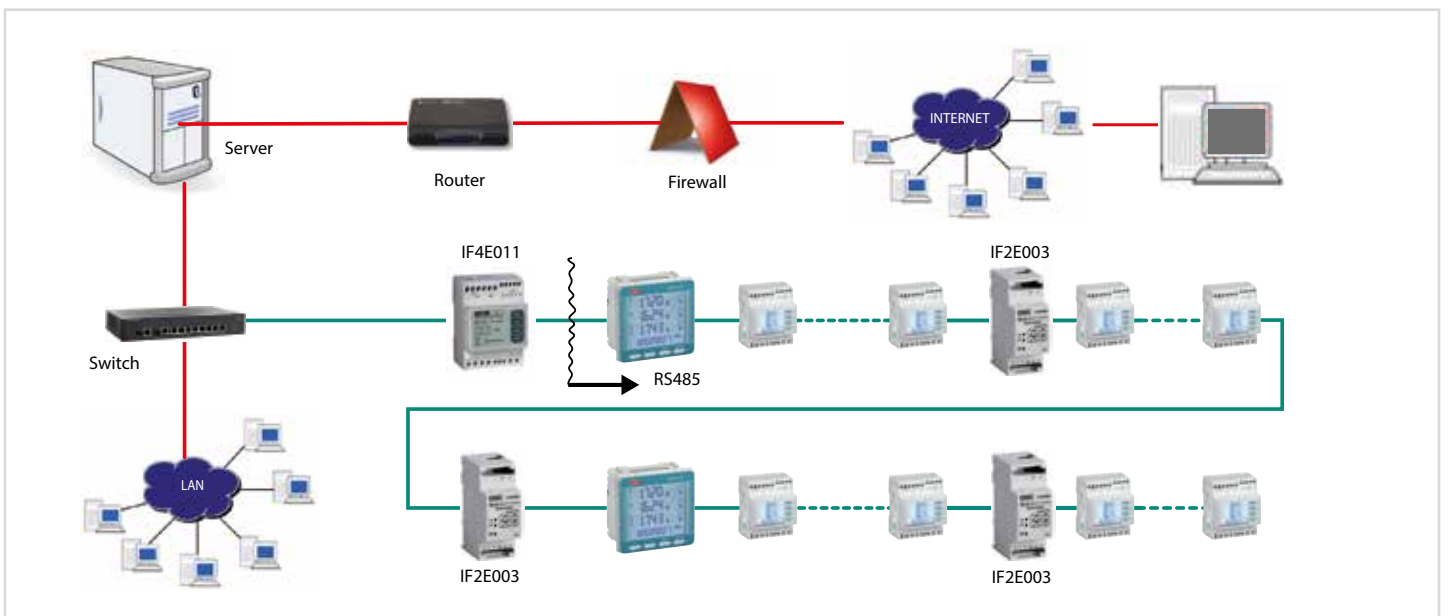 INTERNET
Server
Router
Firewall
IF4E011
IF2E003
Switch
RS485
LAN
IF2E003
IF2E003